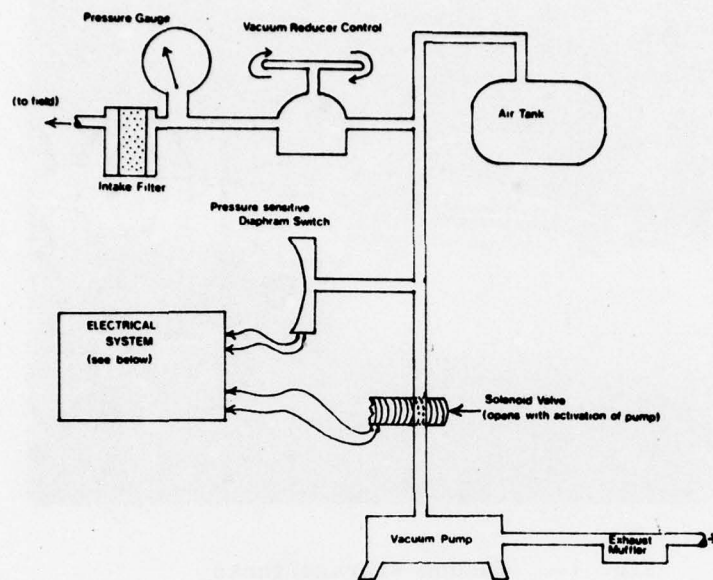 Pressure Gauge
Vacuum Reducer Control
(to field)
Air Tank
Intake Filter
Pressure sensitive
Diaphram Switch
ELECTRICAL
SYSTEM
(see below)
Solenoid Valve
(opens with activation of pump)
Vacuum Pump
Exhaust
Muffler